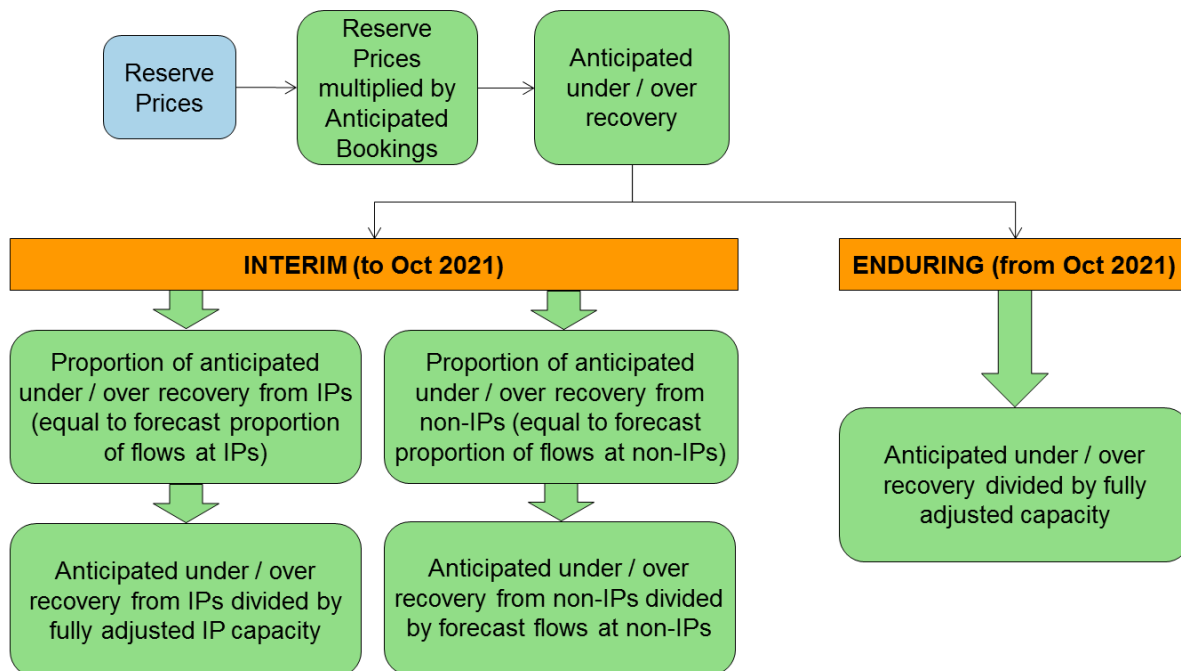 Reserve
Prices
Reserve
Prices
multiplied by
Anticipated
Bookings
Anticipated
under / over
recovery
INTERIM (to Oct 2021)
ENDURING (from Oct 2021)
Proportion of anticipated
under / over recovery from IPs
(equal to forecast proportion
of flows at IPs)
Proportion of anticipated
under / over recovery from
non-IPs (equal to forecast
proportion of flows at non-IPs)
Anticipated under / over
recovery divided by fully
adjusted capacity
Anticipated under / over
recovery from IPs divided by
fully adjusted IP capacity
Anticipated under / over
recovery from non-IPs divided
by forecast flows at non-IPs